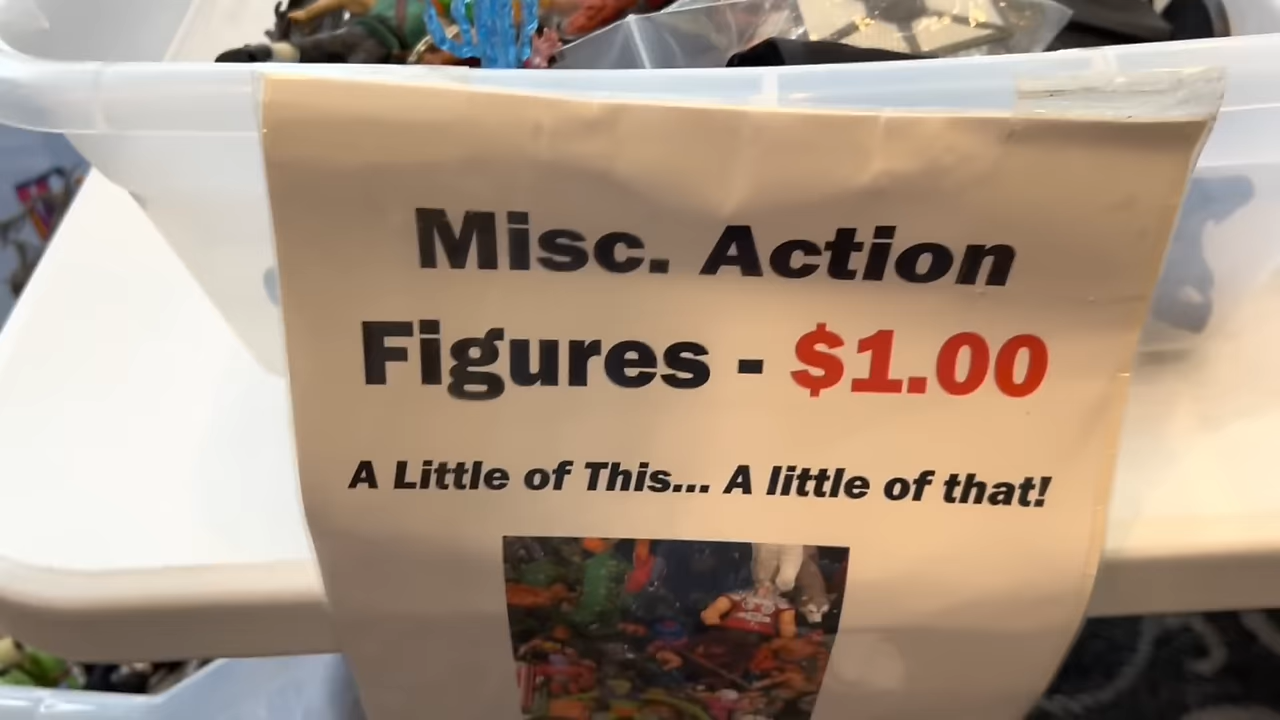 Misc. Action
Figures - $1.00
A Little of This... A little of that!